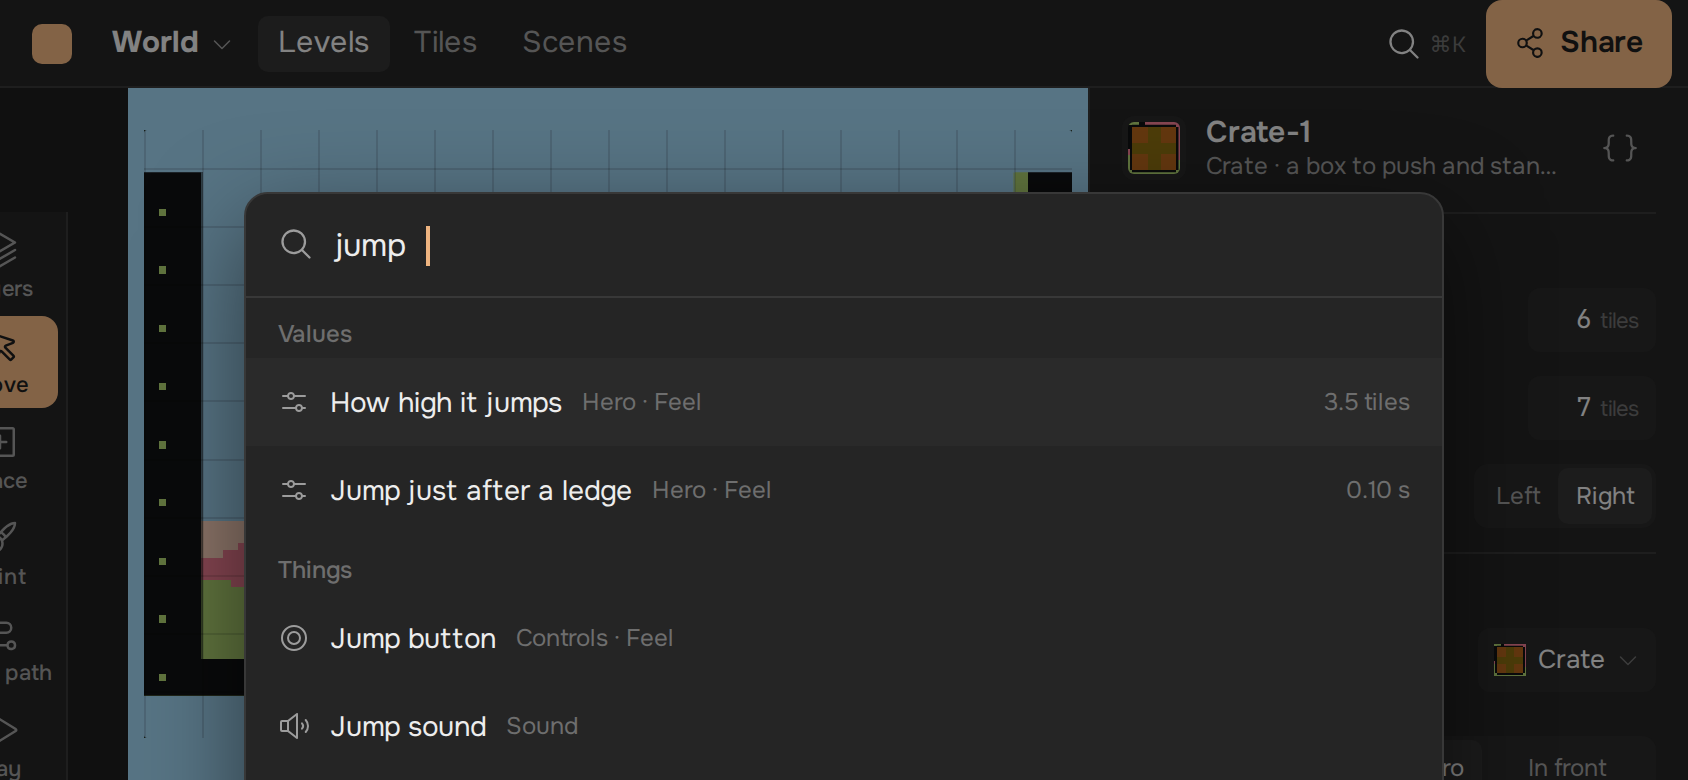 World Levels Tiles Scenes ⌘K Share
Crate-1
Crate · a box to push and stan...
jump
Values
How high it jumps Hero · Feel 3.5 tiles
Jump just after a ledge Hero · Feel 0.10 s
Things
Jump button Controls · Feel
Jump sound Sound
6 tiles
7 tiles
Left Right
Crate
In front
path